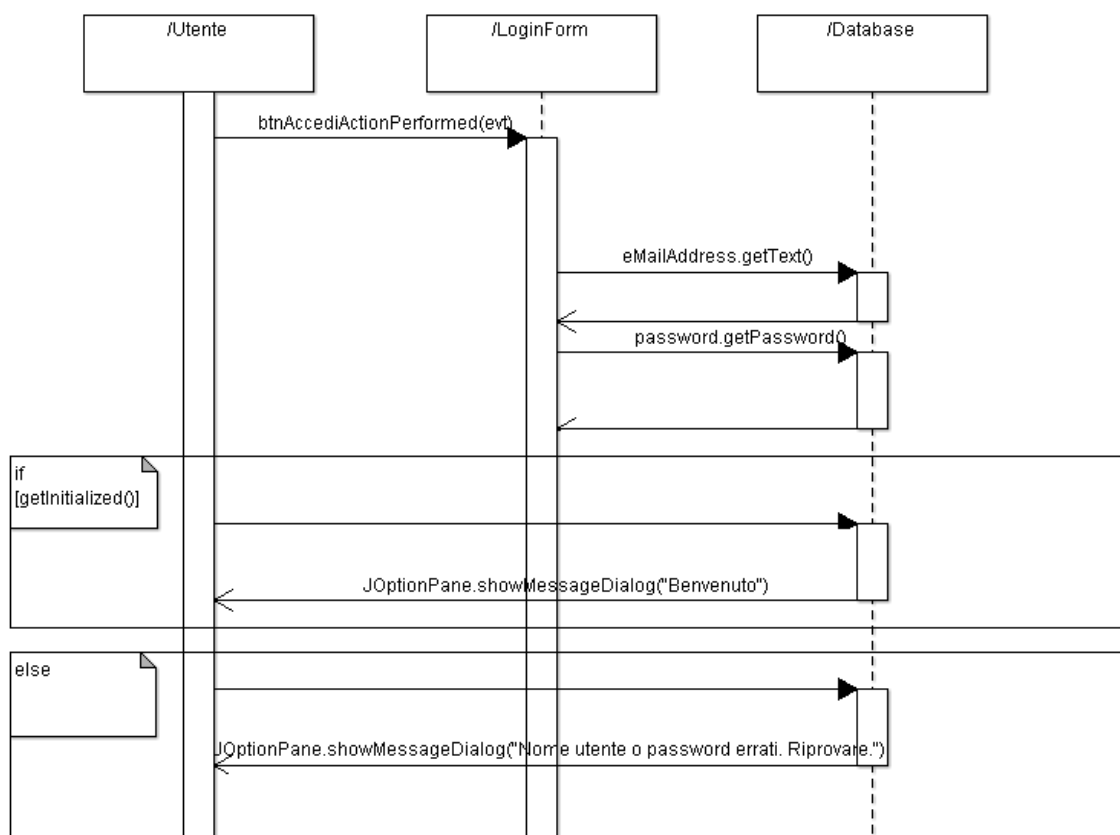 /Utente
/LoginForm
/Database
btnAccediActionPerformed(evt)
eMailAddress.getText()
password.getPassword()
if
[getInitialized()]
JOptionPane.showMessageDialog("Benvenuto")
else
JOptionPane.showMessageDialog("Nome utente o password errati. Riprovare.")